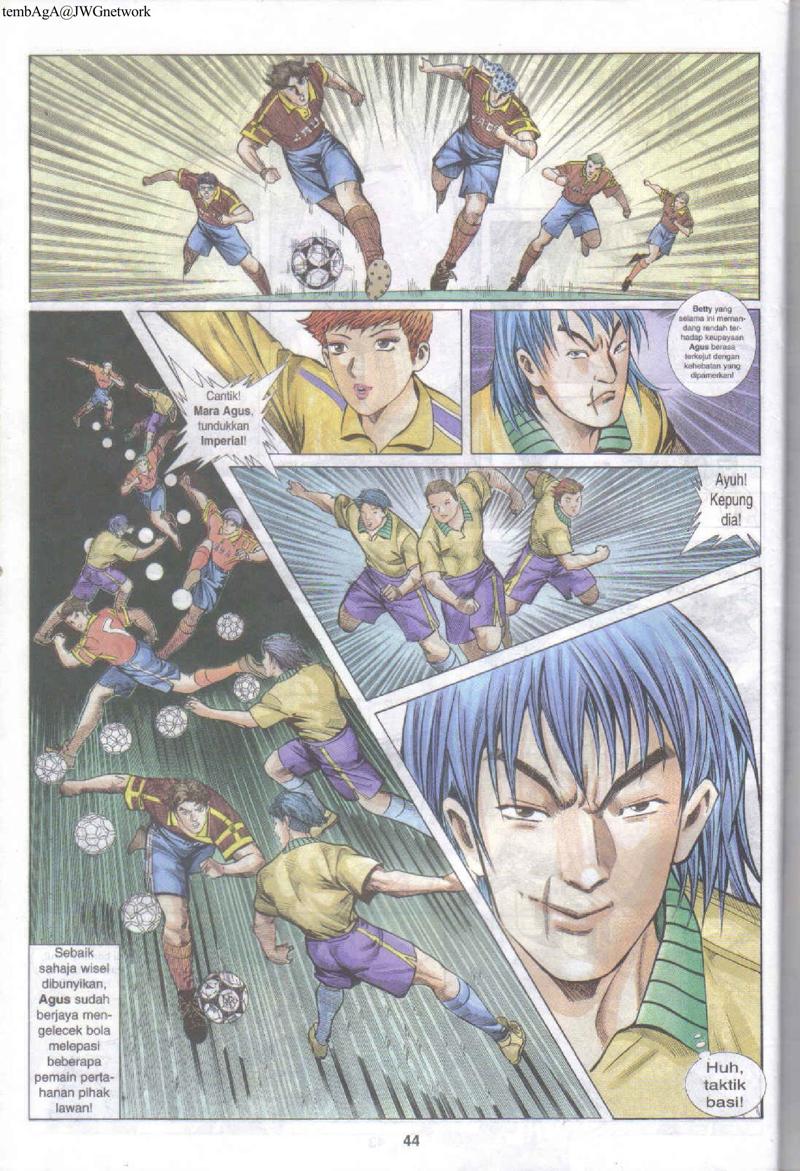 tembAgA@JWGnetwork
Betty yang
selama ini meman-
dang rendah ter-
hadap keupayaan
Agus berasa
terkejut dengan
kehebatan yang
dipamerkan!
Cantik!
Mara Agus,
tundukkan
Imperial!
Ayuh!
Kepung
dia!
Sebaik
sahaja wisel
dibunyikan,
Agus sudah
berjaya men-
gelecek bola
melepasi
beberapa
pemain perta-
hanan pihak
lawan!
Huh,
taktik
basi!
44